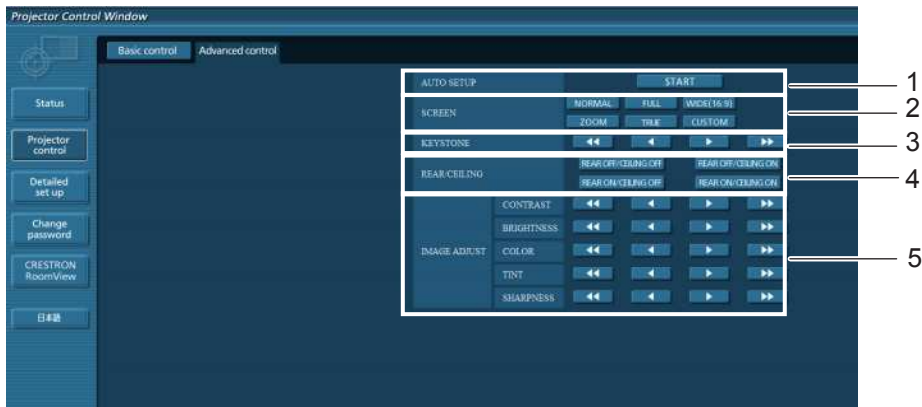 Projector Control Window
Basic control Advanced control
Status
Projector control
Detailed set up
Change password
CRESTRON RoomView
日本語
AUTO SETUP START 1
SCREEN NORMAL FULL WIDE(16:9) 2
ZOOM TRUE CUSTOM
KEYSTONE 3
REAR/CEILING REAR OFF/CEILING OFF REAR OFF/CEILING ON 4
REAR ON/CEILING OFF REAR ON/CEILING ON
IMAGE ADJUST 5
CONTRAST
BRIGHTNESS
COLOR
TINT
SHARPNESS